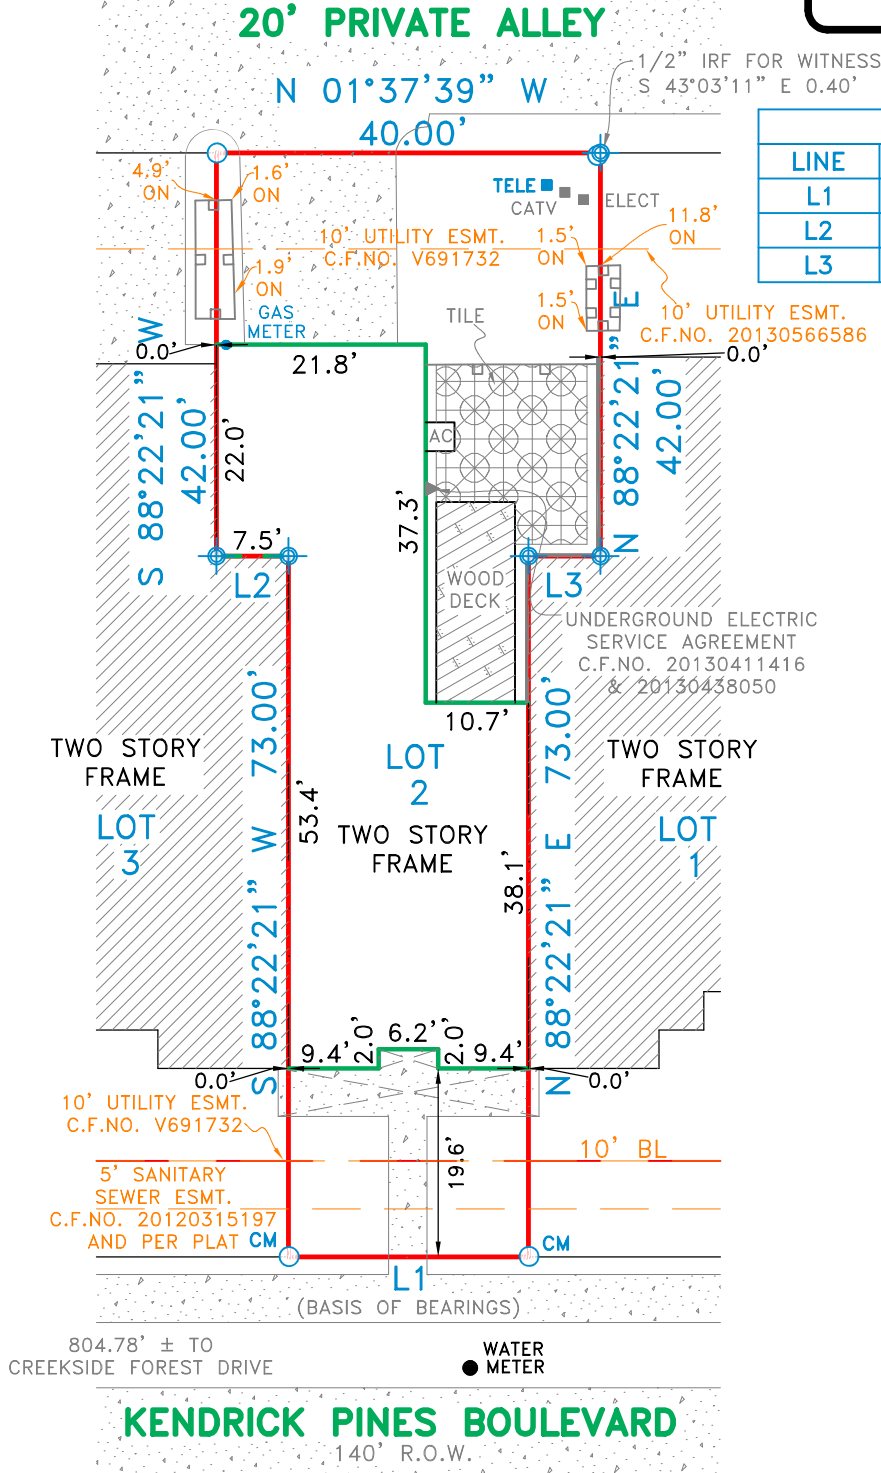 20' PRIVATE ALLEY
1/2" IRF FOR WITNESS
S 43°03'11" E 0.40'
N 01°37'39" W
40.00'
LINE
L1
L2
L3
4.9'
ON
1.6'
ON
TELE
CATV
ELECT
11.8'
ON
10' UTILITY ESMT.
C.F.NO. V691732
1.5'
ON
1.9'
ON
1.5'
ON
GAS
METER
TILE
10' UTILITY ESMT.
C.F.NO. 20130566586
0.0'
0.0'
21.8'
S 88°22'21" W 42.00'
22.0'
AC
37.3'
N 88°22'21" E 42.00'
7.5'
L2
L3
WOOD
DECK
UNDERGROUND ELECTRIC
SERVICE AGREEMENT
C.F.NO. 20130411416
& 20130438050
10.7'
TWO STORY
FRAME
LOT
3
S 88°22'21" W 73.00'
53.4'
LOT
2
TWO STORY
FRAME
38.1'
N 88°22'21" E 73.00'
TWO STORY
FRAME
LOT
1
9.4'
2.0'
6.2'
2.0'
9.4'
0.0'
0.0'
10' UTILITY ESMT.
C.F.NO. V691732
10' BL
19.6'
5' SANITARY
SEWER ESMT.
C.F.NO. 20120315197
AND PER PLAT
CM
CM
L1
(BASIS OF BEARINGS)
804.78' ± TO
CREEKSIDE FOREST DRIVE
WATER
METER
KENDRICK PINES BOULEVARD
140' R.O.W.